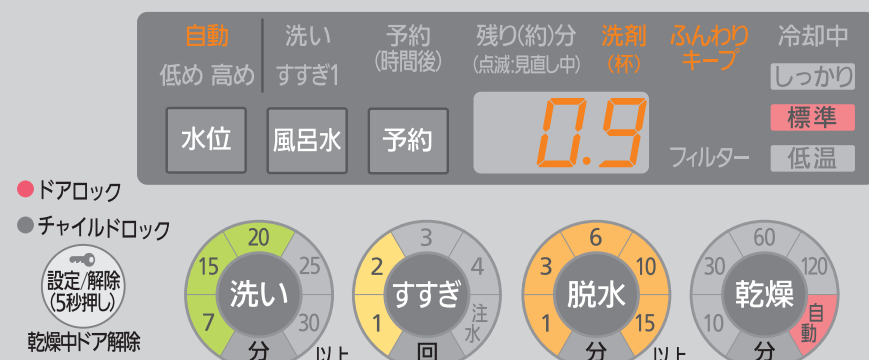 自動 洗い 予約 残り(約)分 洗剤 ふんわり 冷却中
低め 高め すすぎ1 (時間後) (点滅:見直し中) (杯) キープ しっかり
水位 風呂水 予約 0.9 標準
フィルター 低温
ドアロック
チャイルドロック
設定/解除
(5秒押し)
乾燥中ドア解除
7 15 20 25 30 洗い 分 以上
1 2 3 4 注水 すすぎ 回
1 3 6 10 15 脱水 分 以上
10 30 60 120 自動 乾燥 分